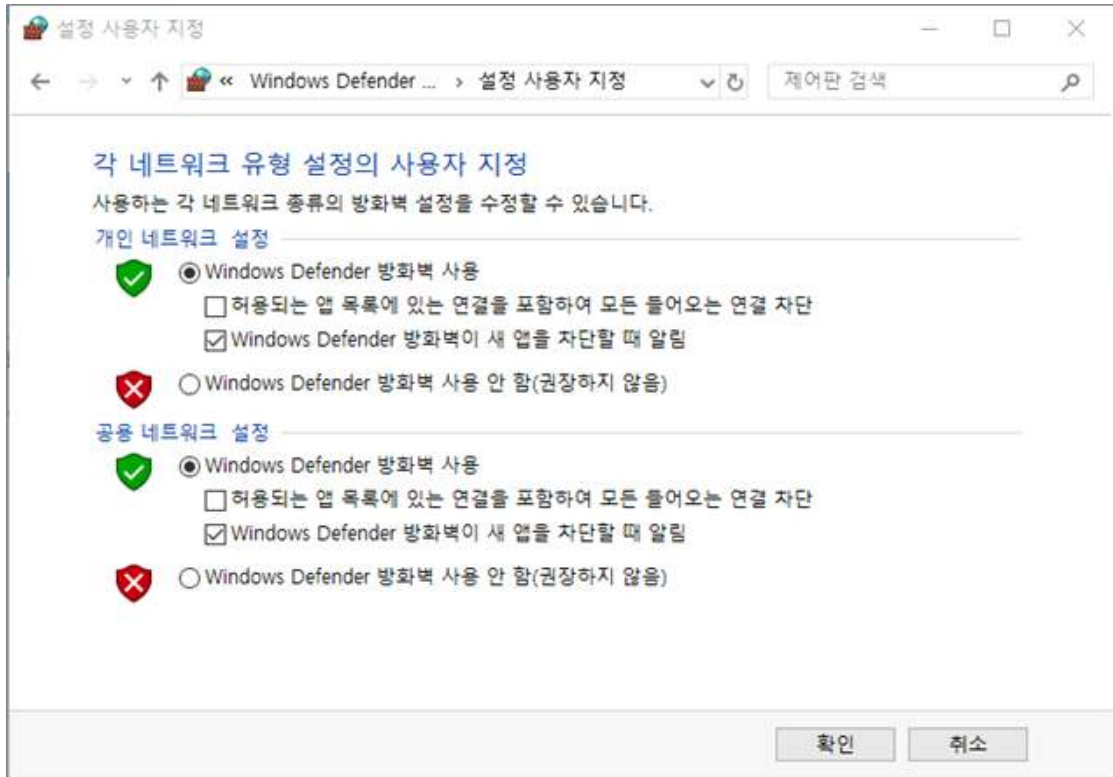 설정 사용자 지정
« Windows Defender ... › 설정 사용자 지정
제어판 검색
각 네트워크 유형 설정의 사용자 지정
사용하는 각 네트워크 종류의 방화벽 설정을 수정할 수 있습니다.
개인 네트워크 설정
Windows Defender 방화벽 사용
허용되는 앱 목록에 있는 연결을 포함하여 모든 들어오는 연결 차단
Windows Defender 방화벽이 새 앱을 차단할 때 알림
Windows Defender 방화벽 사용 안 함(권장하지 않음)
공용 네트워크 설정
Windows Defender 방화벽 사용
허용되는 앱 목록에 있는 연결을 포함하여 모든 들어오는 연결 차단
Windows Defender 방화벽이 새 앱을 차단할 때 알림
Windows Defender 방화벽 사용 안 함(권장하지 않음)
확인
취소